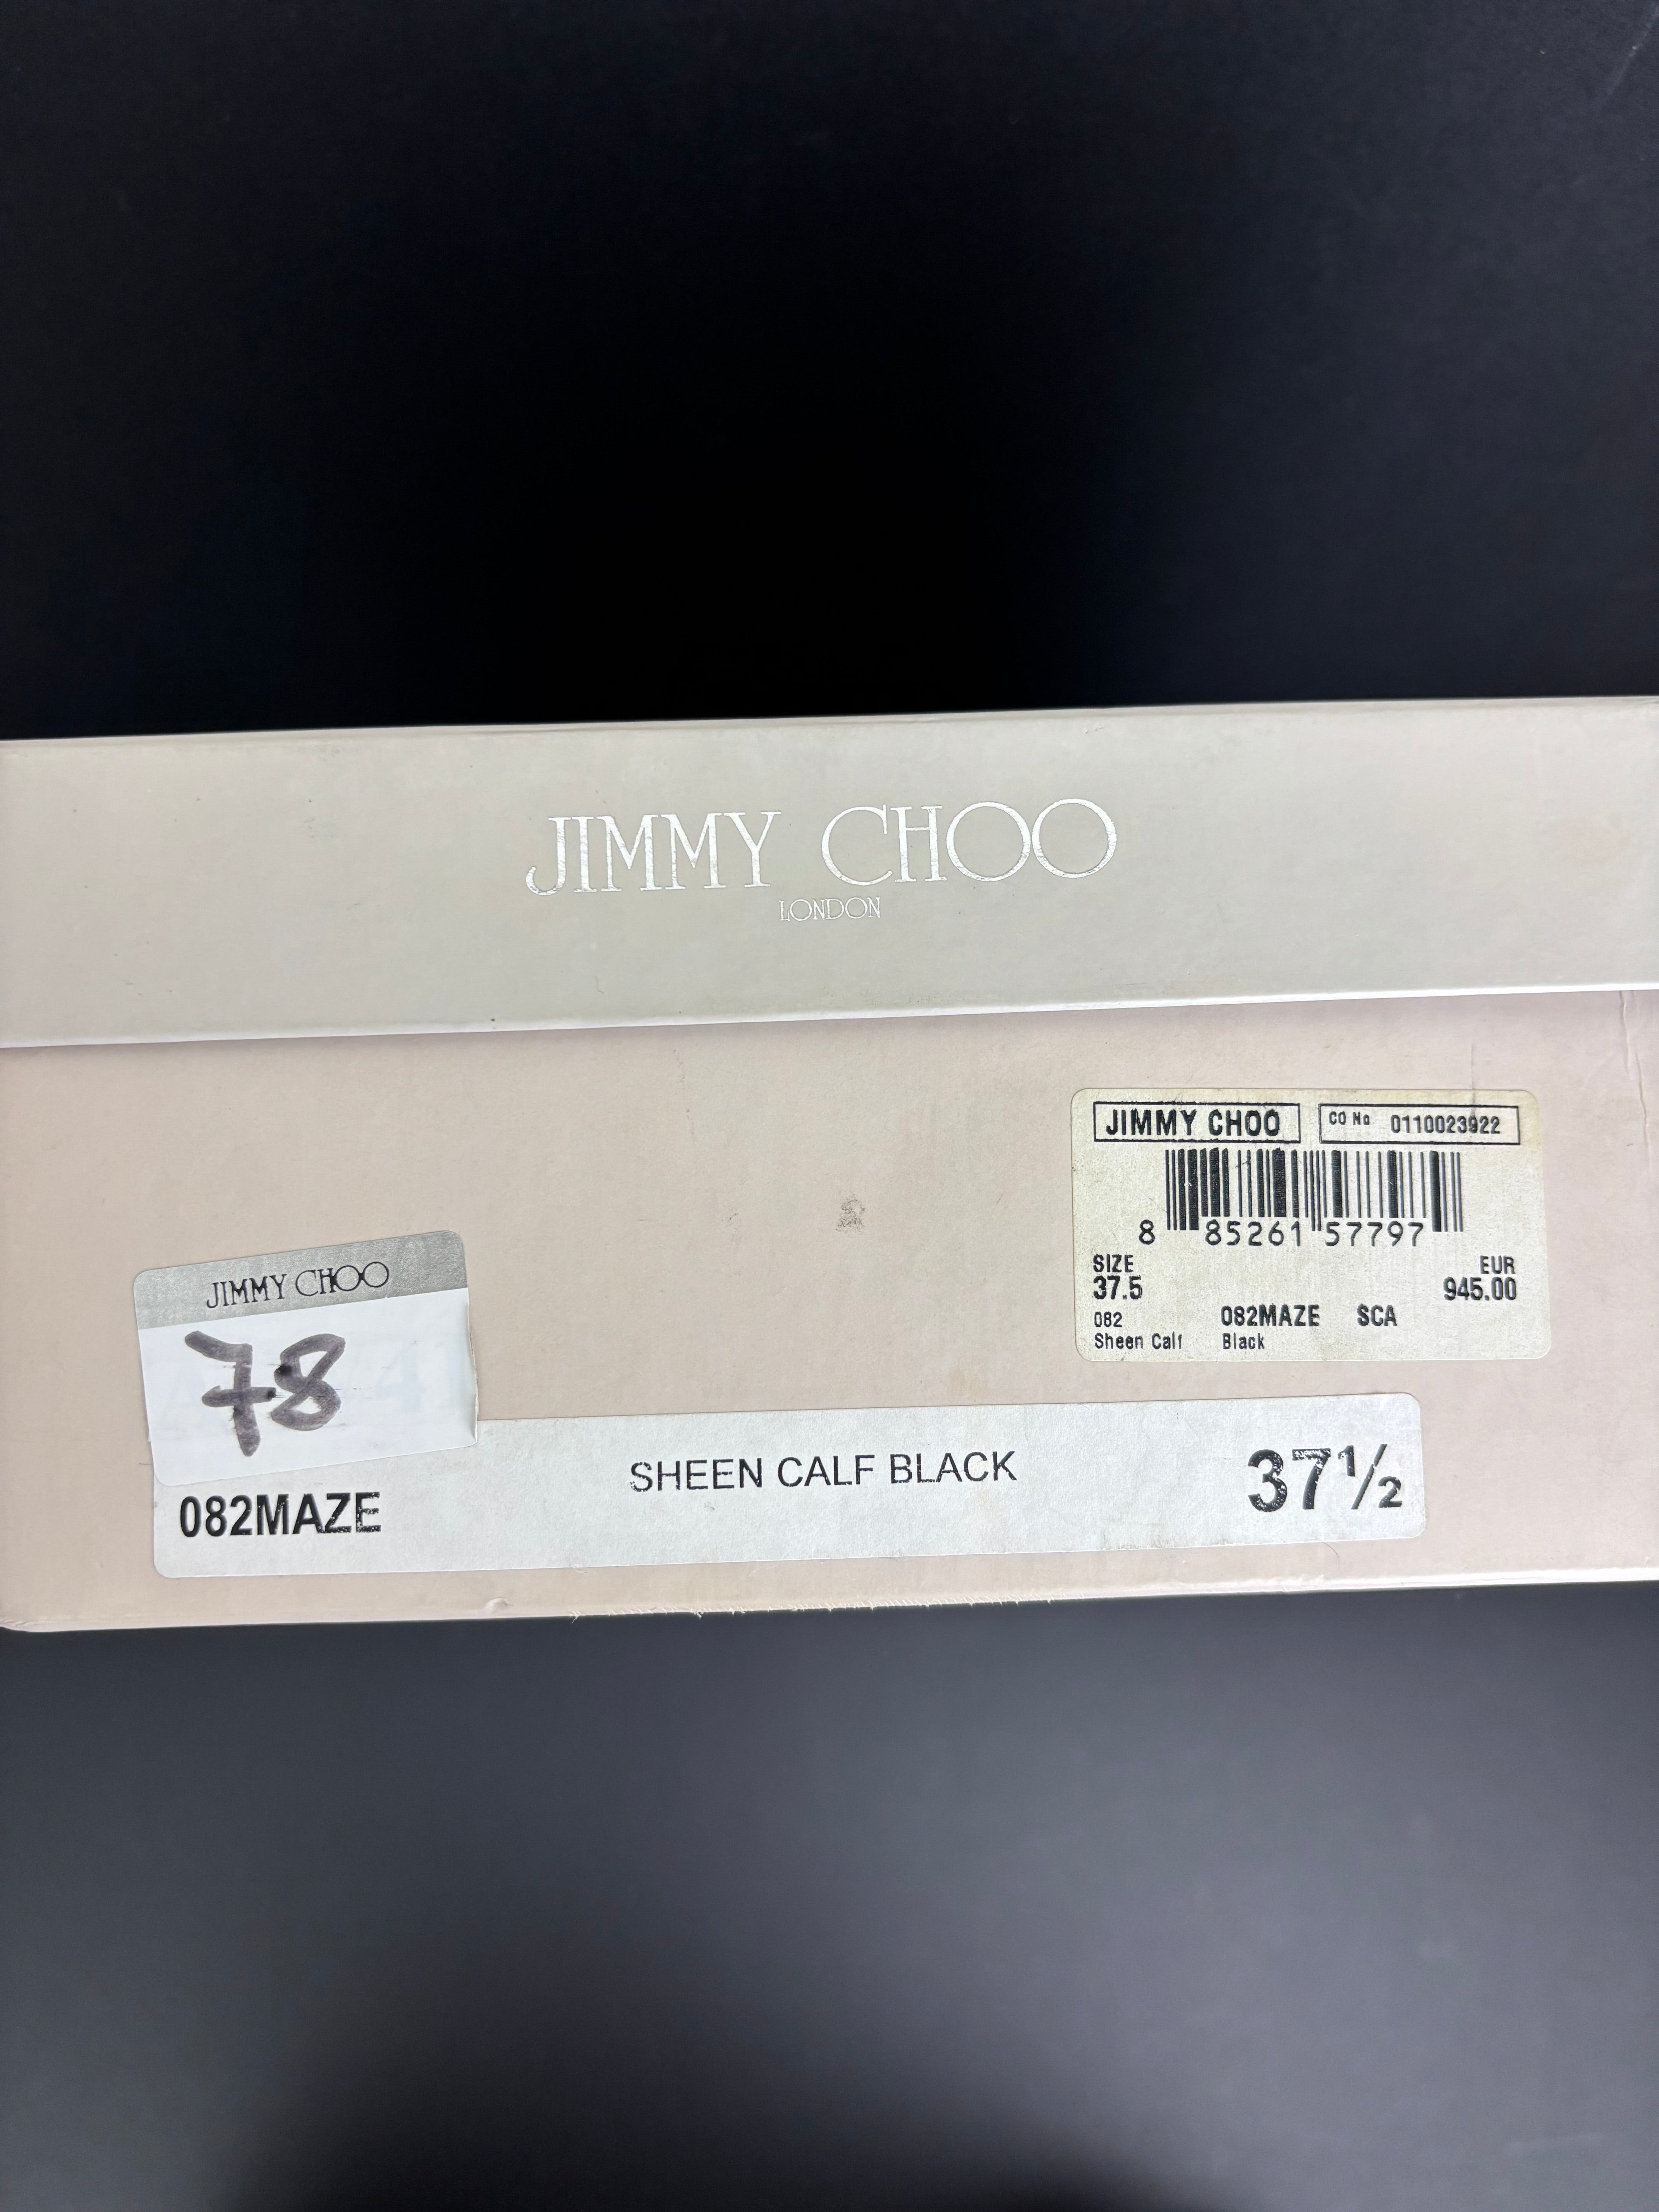 JIMMY CHOO
LONDON
JIMMY CHOO
CO No 0110023922
8 85261 57797
SIZE EUR
37.5 945.00
082 082MAZE SCA
Sheen Calf Black
JIMMY CHOO
78
SHEEN CALF BLACK 37½
082MAZE